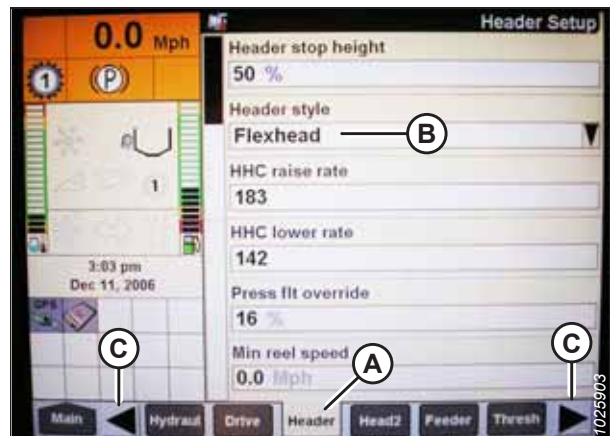 0.0 Mph
1
P
1
3:03 pm
Dec 11, 2006
GPS
Header Setup
Header stop height
50 %
Header style
Flexhead
B
HHC raise rate
183
HHC lower rate
142
Press flt override
16 %
Min reel speed
0.0 Mph
A
C
C
Main
Hydraul
Drive
Header
Head2
Feeder
Thresh
1025903